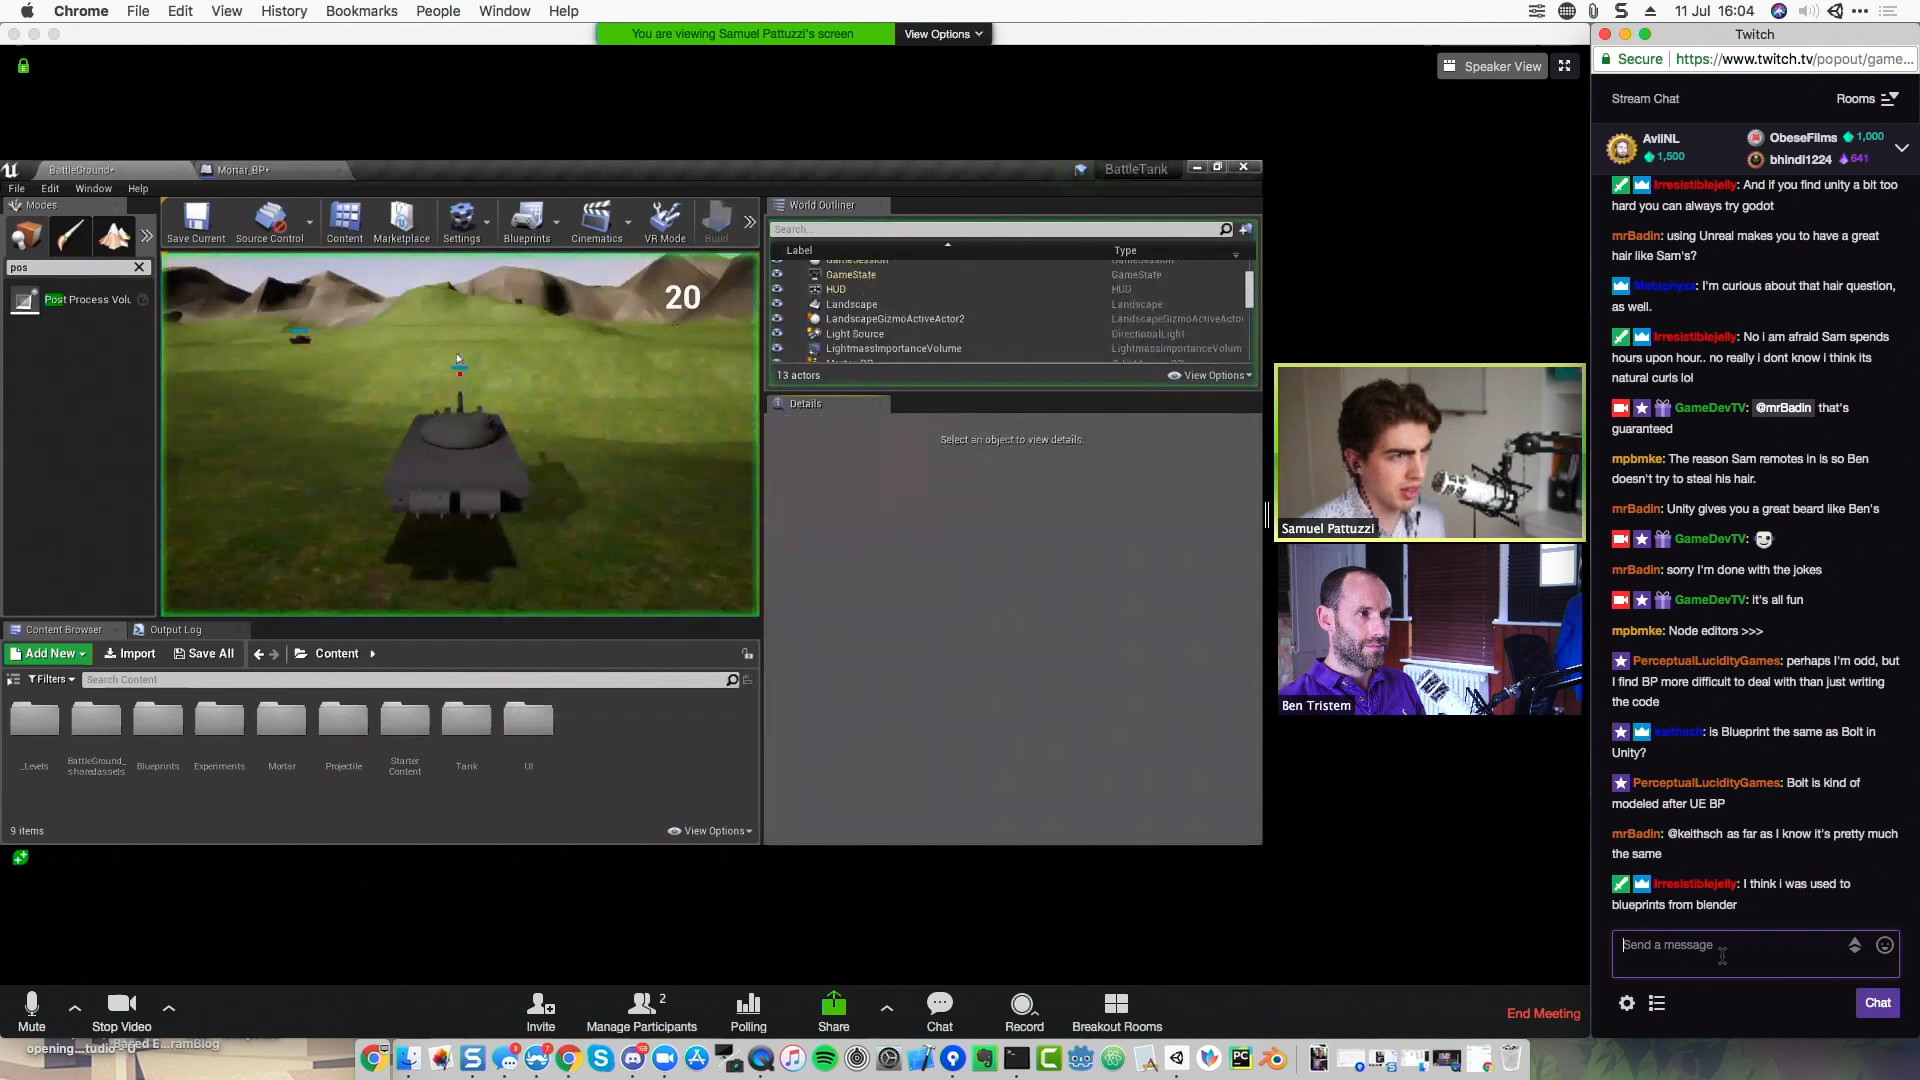 Chrome File Edit View History Bookmarks People Window Help
11 Jul 16:04
You are viewing Samuel Pattuzzi's screen
View Options
Speaker View
Twitch
Secure https://www.twitch.tv/popout/game...
Stream Chat
Rooms
AvilNL
1,500
ObeseFilms 1,000
bhindi1224 641
BattleGround•
Mortar_BP•
BattleTank
File Edit Window Help
Modes
Save Current Source Control Content Marketplace Settings Blueprints Cinematics VR Mode Build
pos
Post Process Volu
20
World Outliner
Search...
Label Type
GameSession
GameState GameState
HUD HUD
Landscape Landscape
LandscapeGizmoActiveActor2 LandscapeGizmoActiveActor
Light Source DirectionalLight
LightmassImportanceVolume LightmassImportanceVolum
13 actors
View Options
Details
Select an object to view details.
Content Browser
Output Log
Add New Import Save All Content
Filters
Search Content
_Levels
BattleGround_
sharedassets
Blueprints
Experiments
Mortar
Projectile
Starter
Content
Tank
UI
9 items
View Options
Samuel Pattuzzi
Ben Tristem
Irresistiblejelly: And if you find unity a bit too
hard you can always try godot
mrBadin: using Unreal makes you to have a great
hair like Sam's?
I'm curious about that hair question,
as well.
Irresistiblejelly: No i am afraid Sam spends
hours upon hour.. no really i dont know i think its
natural curls lol
GameDevTV: @mrBadin that's
guaranteed
mpbmke: The reason Sam remotes in is so Ben
doesn't try to steal his hair.
mrBadin: Unity gives you a great beard like Ben's
GameDevTV:
mrBadin: sorry I'm done with the jokes
GameDevTV: it's all fun
mpbmke: Node editors >>>
PerceptualLucidityGames: perhaps I'm odd, but
I find BP more difficult to deal with than just writing
the code
keithsch: is Blueprint the same as Bolt in
Unity?
PerceptualLucidityGames: Bolt is kind of
modeled after UE BP
mrBadin: @keithsch as far as I know it's pretty much
the same
Irresistiblejelly: I think i was used to
blueprints from blender
Send a message
Chat
Mute
Stop Video
Invite
Manage Participants
2
Polling
Share
Chat
Record
Breakout Rooms
End Meeting
opening...tudio - U